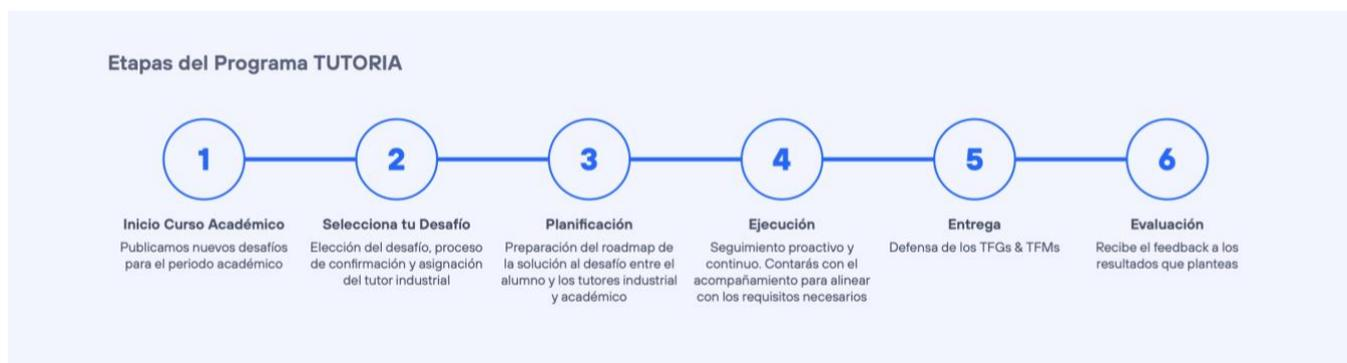 Etapas del Programa TUTORIA
1
2
3
4
5
6
Inicio Curso Académico
Publicamos nuevos desafíos
para el periodo académico
Selecciona tu Desafío
Elección del desafío, proceso
de confirmación y asignación
del tutor industrial
Planificación
Preparación del roadmap de
la solución al desafío entre el
alumno y los tutores industrial
y académico
Ejecución
Seguimiento proactivo y
continuo. Contarás con el
acompañamiento para alinear
con los requisitos necesarios
Entrega
Defensa de los TFGs & TFMs
Evaluación
Recibe el feedback a los
resultados que planteas